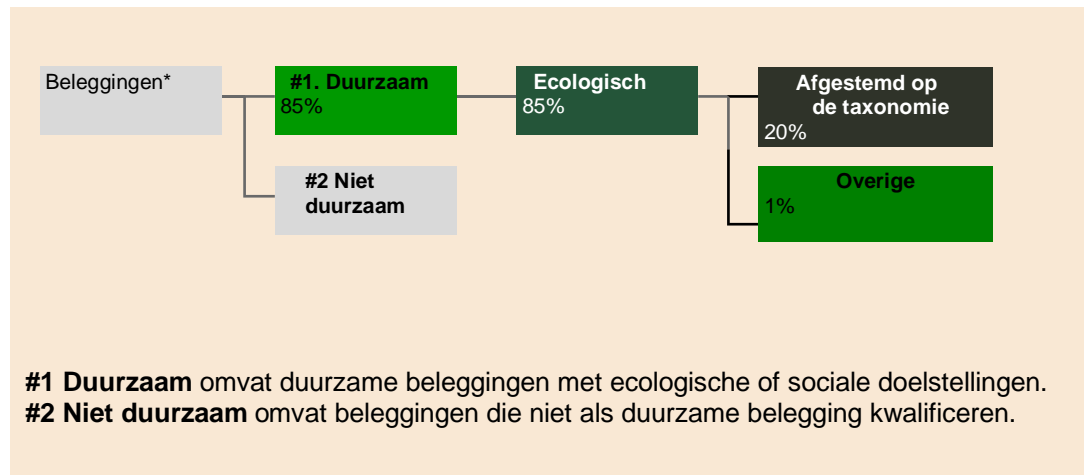 Beleggingen*
#1. Duurzaam
85%
Ecologisch
85%
Afgestemd op
de taxonomie
20%
#2 Niet
duurzaam
Overige
1%
#1 Duurzaam omvat duurzame beleggingen met ecologische of sociale doelstellingen.
#2 Niet duurzaam omvat beleggingen die niet als duurzame belegging kwalificeren.